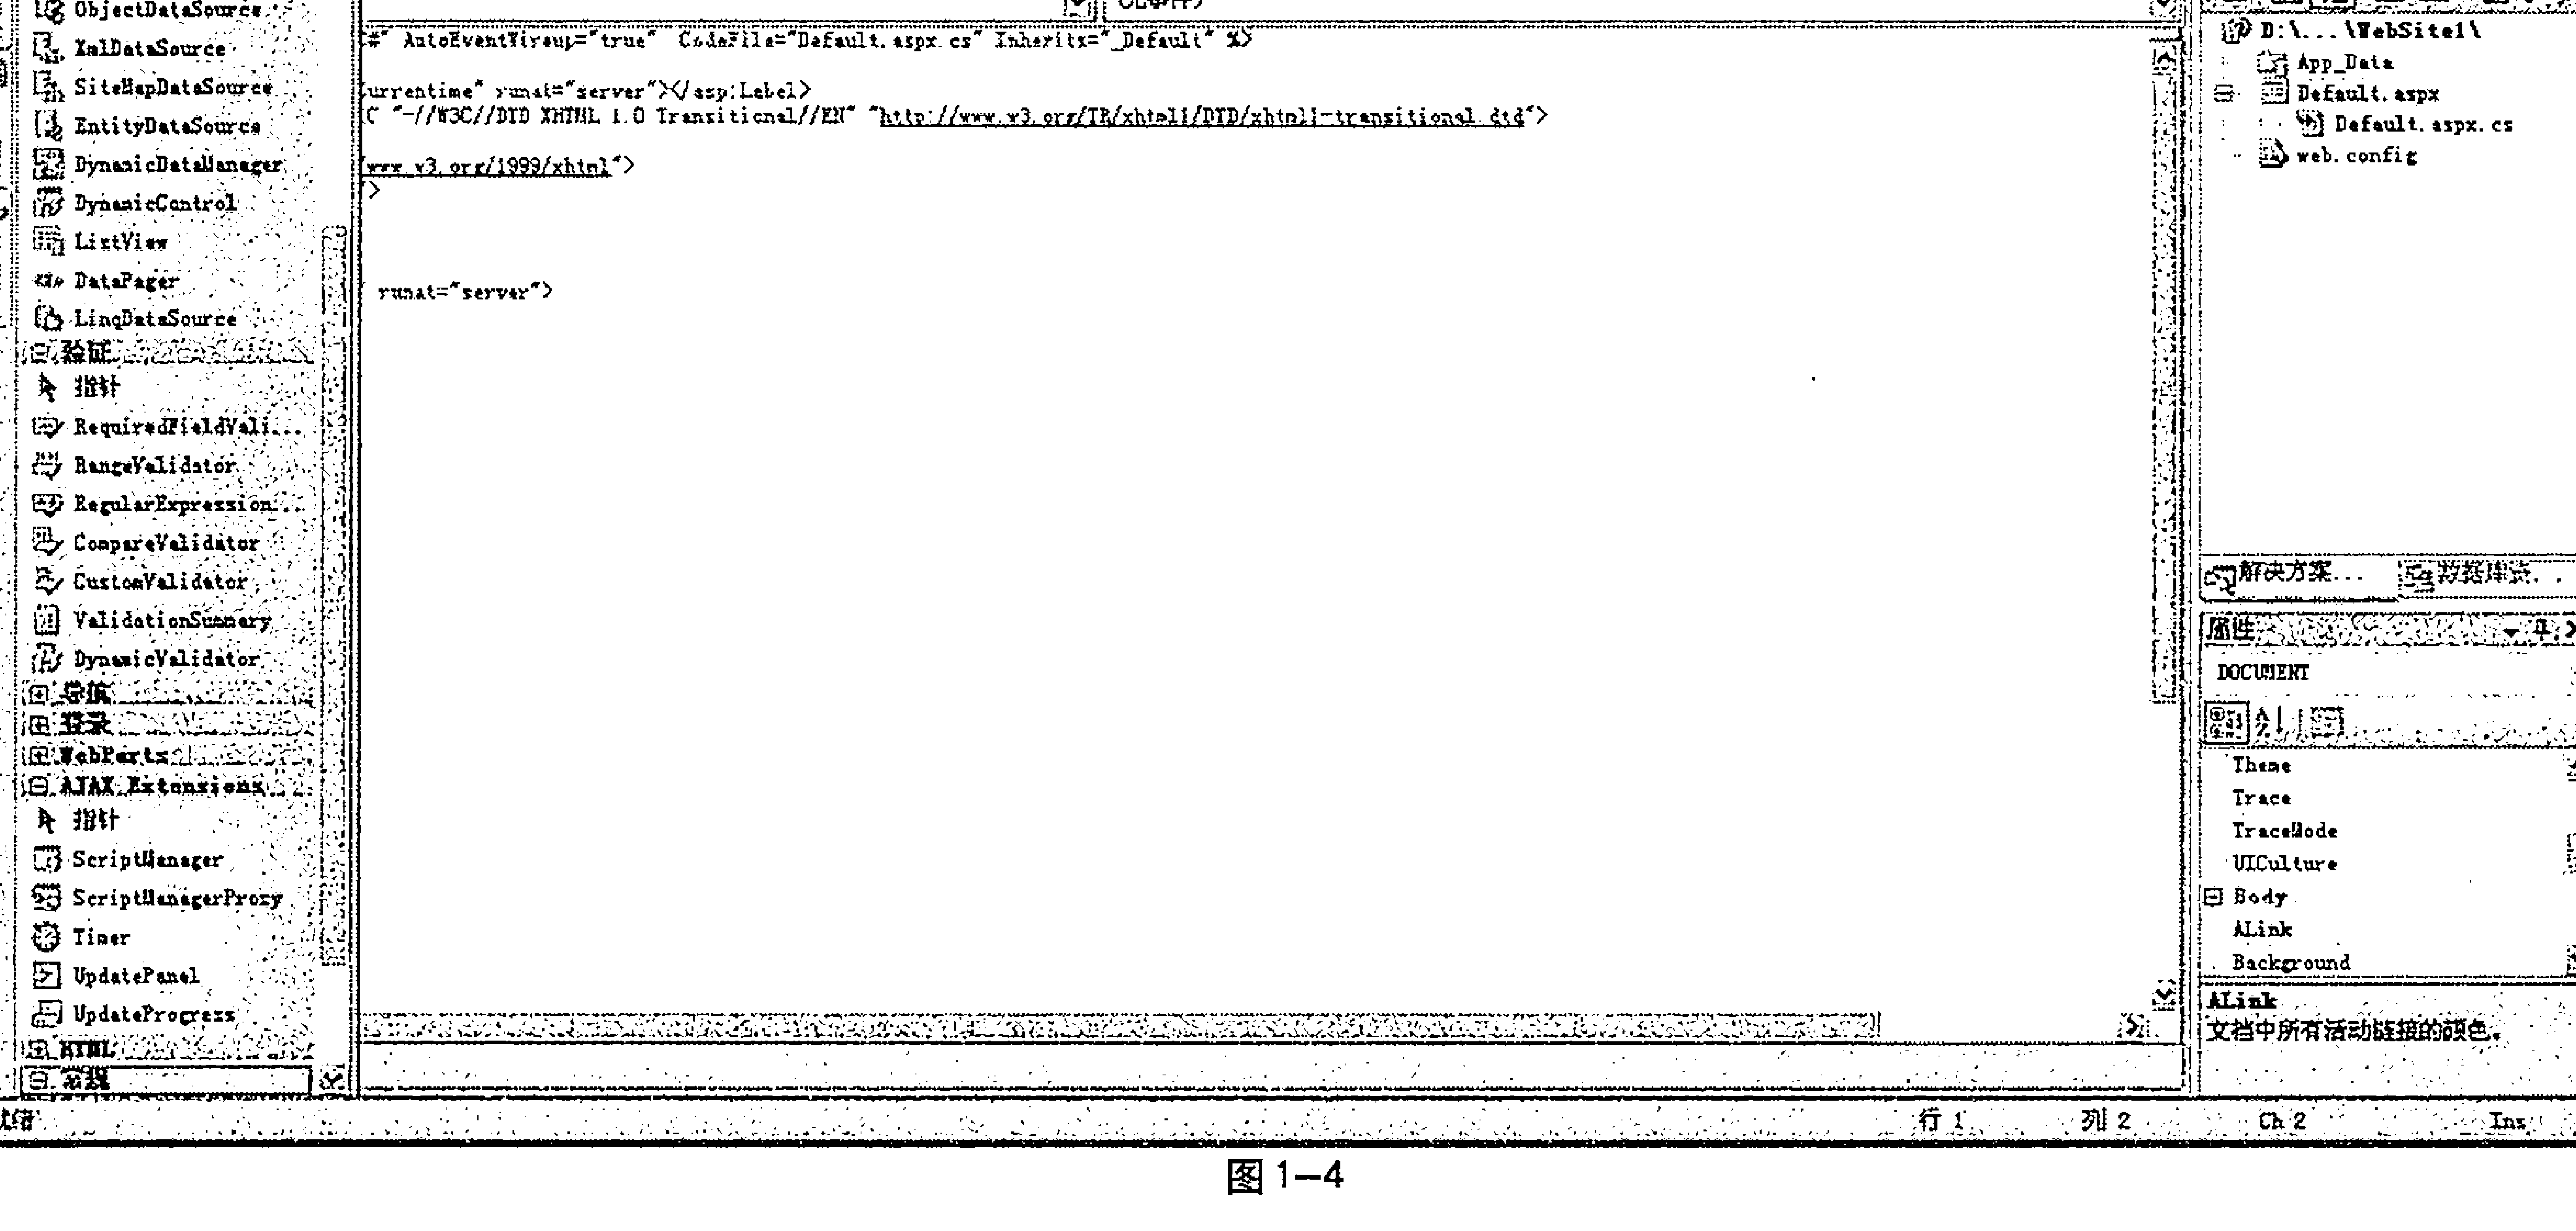 ObjectDataSource
XmlDataSource
SiteMapDataSource
EntityDataSource
DynamicDataManager
DynamicControl
ListView
DataPager
LinqDataSource
验证
指针
RequiredFieldVali...
RangeValidator
RegularExpression...
CompareValidator
CustomValidator
ValidationSummary
DynamicValidator
导航
登录
WebParts
AJAX Extensions
指针
ScriptManager
ScriptManagerProxy
Timer
UpdatePanel
UpdateProgress
HTML
常规
#" AutoEventWireup="true" CodeFile="Default.aspx.cs" Inherits="_Default" %>
urrentime" runat="server"></asp:Label>
C "-//W3C//DTD XHTML 1.0 Transitional//EN" "http://www.w3.org/TR/xhtml1/DTD/xhtml1-transitional.dtd">
www.w3.org/1999/xhtml">
">
runat="server">
D:\...\WebSite1\
App_Data
Default.aspx
Default.aspx.cs
web.config
解决方案... 数据库资...
属性
DOCUMENT
Theme
Trace
TraceMode
UICulture
Body
ALink
Background
ALink
文档中所有活动链接的颜色。
行 1 列 2 Ch 2 Ins
图 1—4